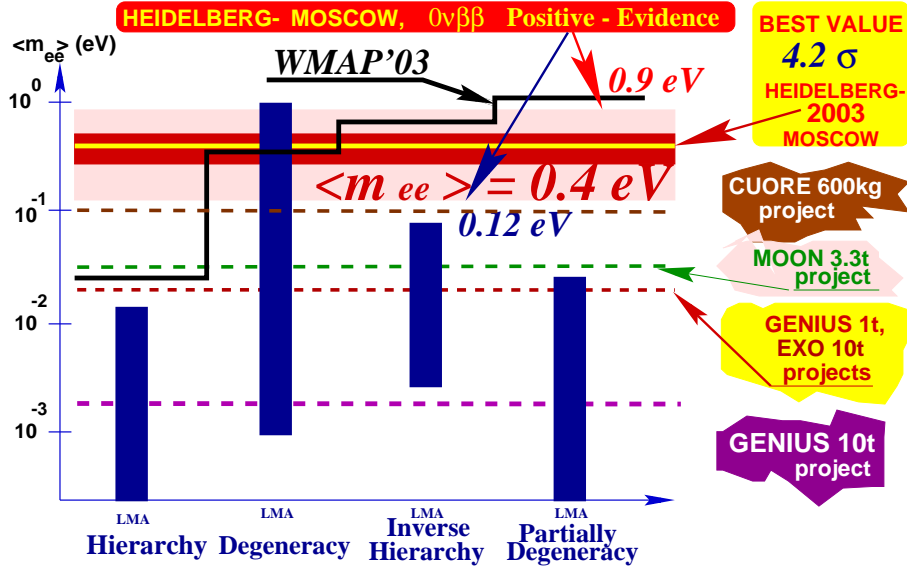 HEIDELBERG- MOSCOW, 0νββ Positive - Evidence
BEST VALUE
4.2 σ
HEIDELBERG-
2003
MOSCOW
<m ee > (eV)
WMAP'03
0.9 eV
10^0
<m ee > = 0.4 eV
10^-1
0.12 eV
CUORE 600kg
project
MOON 3.3t
project
10^-2
GENIUS 1t,
EXO 10t
projects
10^-3
GENIUS 10t
project
LMA
Hierarchy
LMA
Degeneracy
LMA
Inverse
Hierarchy
LMA
Partially
Degeneracy